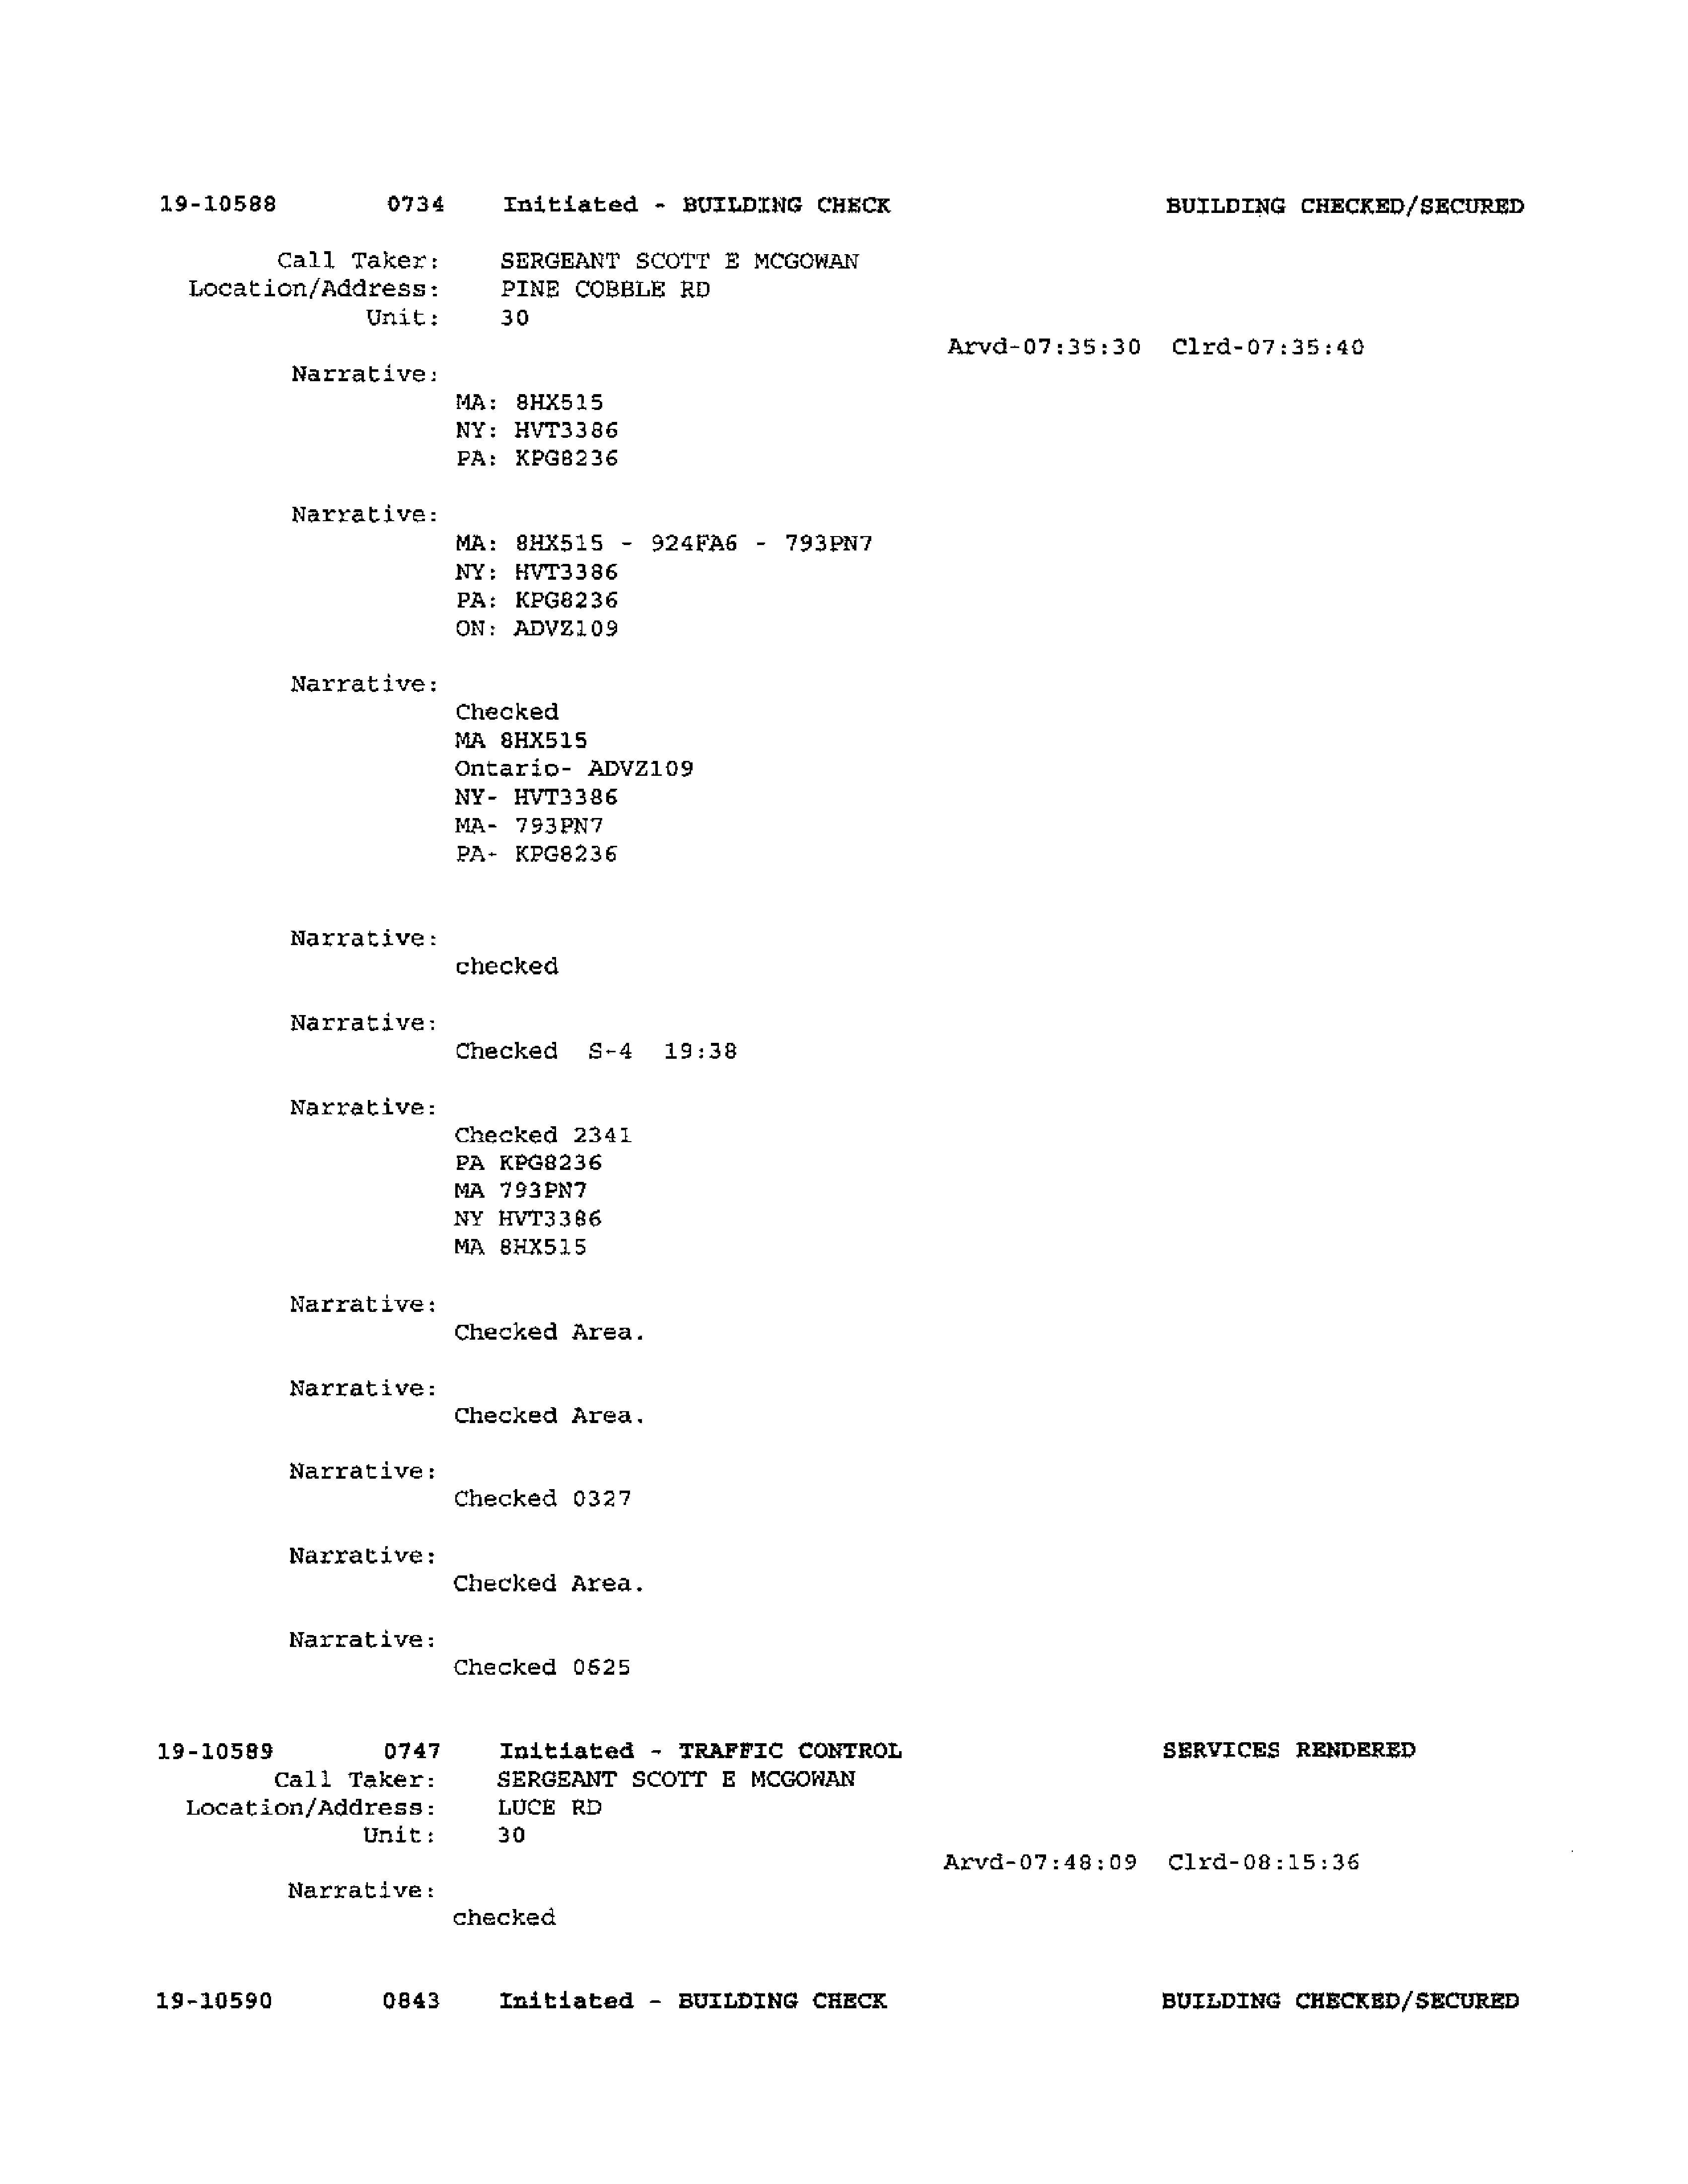 19-10588 0734 Initiated - BUILDING CHECK BUILDING CHECKED/SECURED
Call Taker: SERGEANT SCOTT E MCGOWAN
Location/Address: PINE COBBLE RD
Unit: 30
Arvd-07:35:30 Clrd-07:35:40
Narrative:
MA: 8HX515
NY: HVT3386
PA: KPG8236
Narrative:
MA: 8HX515 - 924FA6 - 793PN7
NY: HVT3386
PA: KPG8236
ON: ADVZ109
Narrative:
Checked
MA 8HX515
Ontario- ADVZ109
NY- HVT3386
MA- 793PN7
PA- KPG8236
Narrative:
checked
Narrative:
Checked S-4 19:38
Narrative:
Checked 2341
PA KPG8236
MA 793PN7
NY HVT3386
MA 8HX515
Narrative:
Checked Area.
Narrative:
Checked Area.
Narrative:
Checked 0327
Narrative:
Checked Area.
Narrative:
Checked 0625
19-10589 0747 Initiated - TRAFFIC CONTROL SERVICES RENDERED
Call Taker: SERGEANT SCOTT E MCGOWAN
Location/Address: LUCE RD
Unit: 30
Arvd-07:48:09 Clrd-08:15:36
Narrative:
checked
19-10590 0843 Initiated - BUILDING CHECK BUILDING CHECKED/SECURED